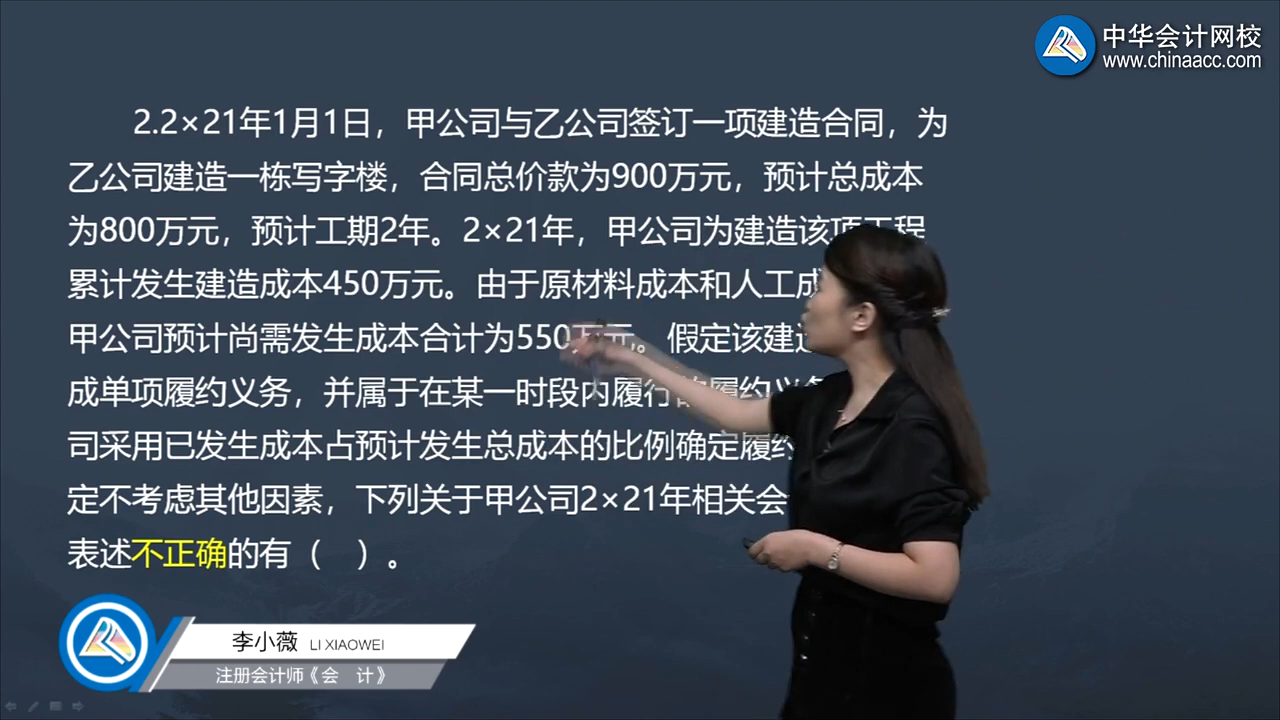 中华会计网校
www.chinaacc.com
2.2×21年1月1日，甲公司与乙公司签订一项建造合同，为
乙公司建造一栋写字楼，合同总价款为900万元，预计总成本
为800万元，预计工期2年。2×21年，甲公司为建造该项工程
累计发生建造成本450万元。由于原材料成本和人工成
甲公司预计尚需发生成本合计为550万元。假定该建造
成单项履约义务，并属于在某一时段内履行的履约义务
司采用已发生成本占预计发生总成本的比例确定履约
定不考虑其他因素，下列关于甲公司2×21年相关会
表述不正确的有（　）。
李小薇 LI XIAOWEI
注册会计师《会　计》